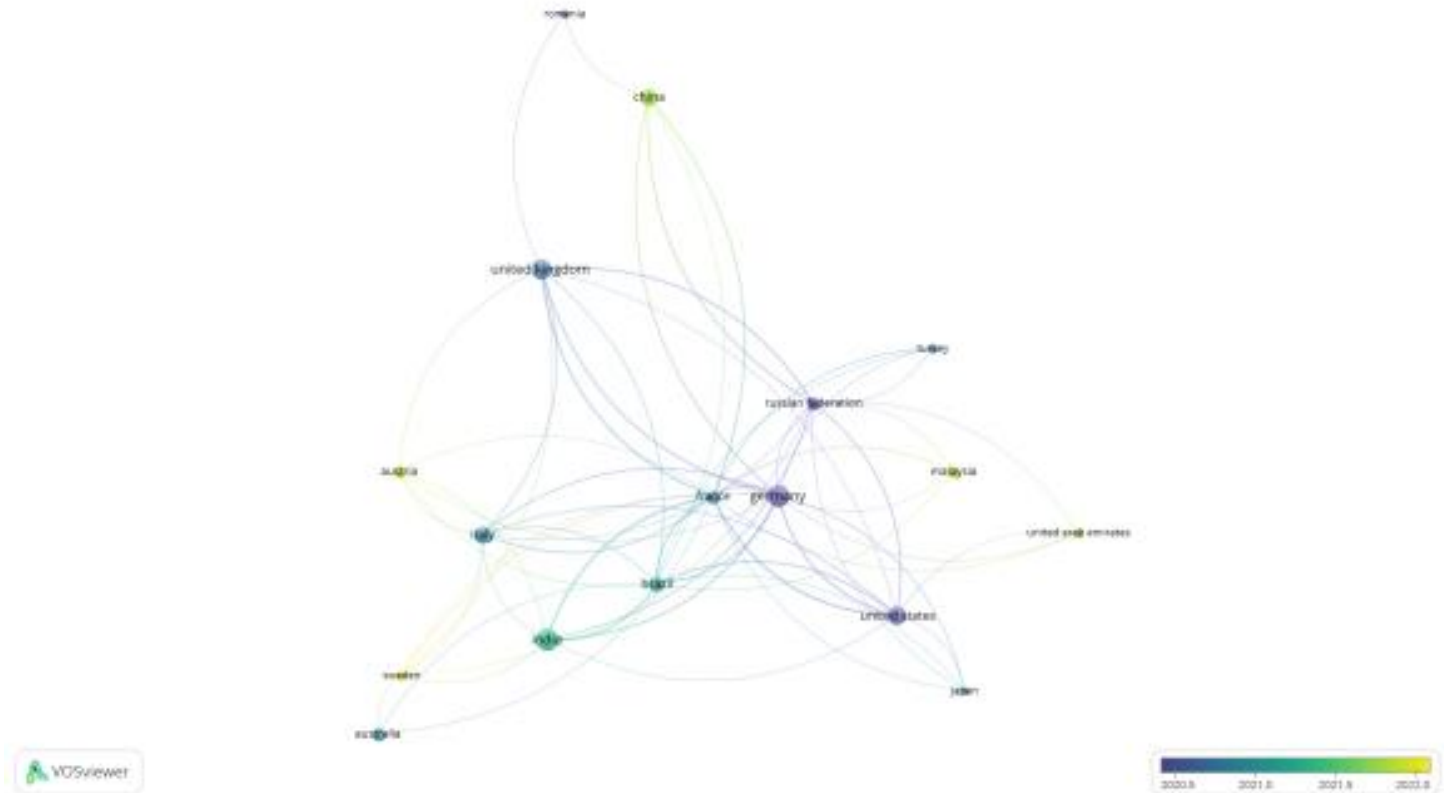 romania
china
united kingdom
turkey
russian federation
austria
malaysia
france
germany
united arab emirates
italy
brazil
india
united states
sweden
japan
australia
VOSviewer
2020.5 2021.0 2021.5 2022.0